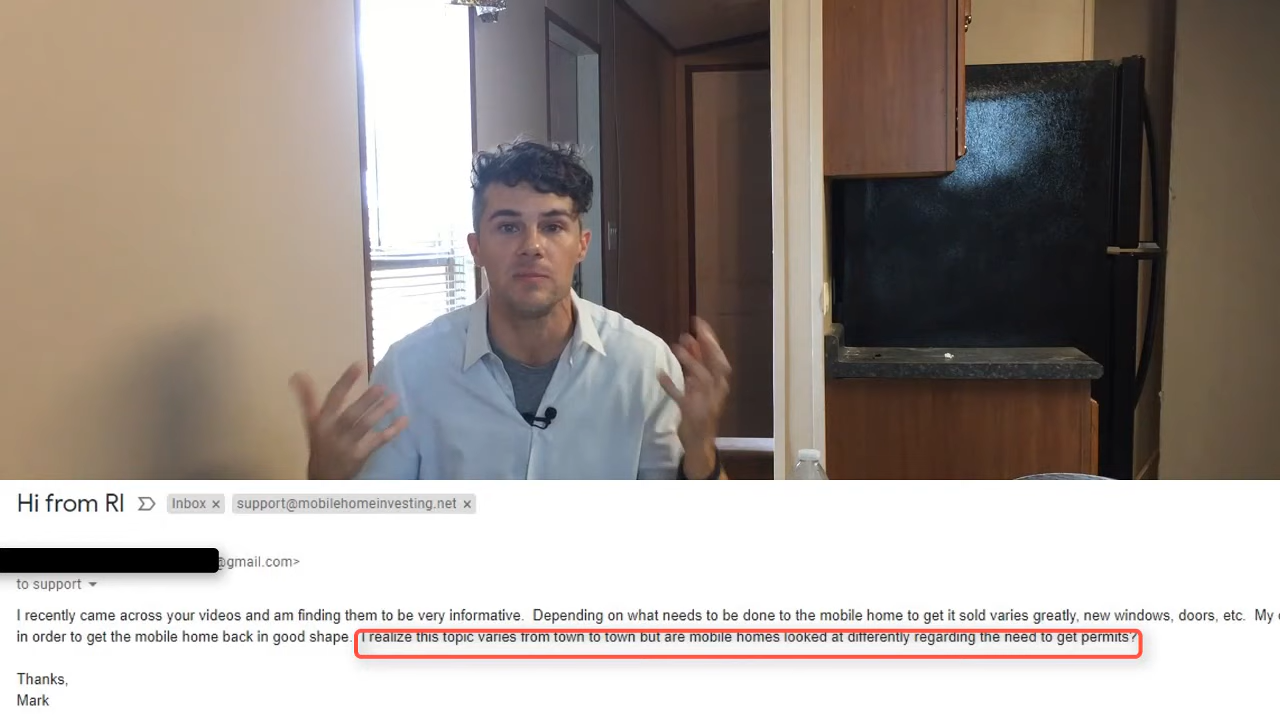 Hi from RI Inbox × support@mobilehomeinvesting.net ×
@gmail.com>
to support
I recently came across your videos and am finding them to be very informative. Depending on what needs to be done to the mobile home to get it sold varies greatly, new windows, doors, etc. My
in order to get the mobile home back in good shape. I realize this topic varies from town to town but are mobile homes looked at differently regarding the need to get permits?
Thanks,
Mark